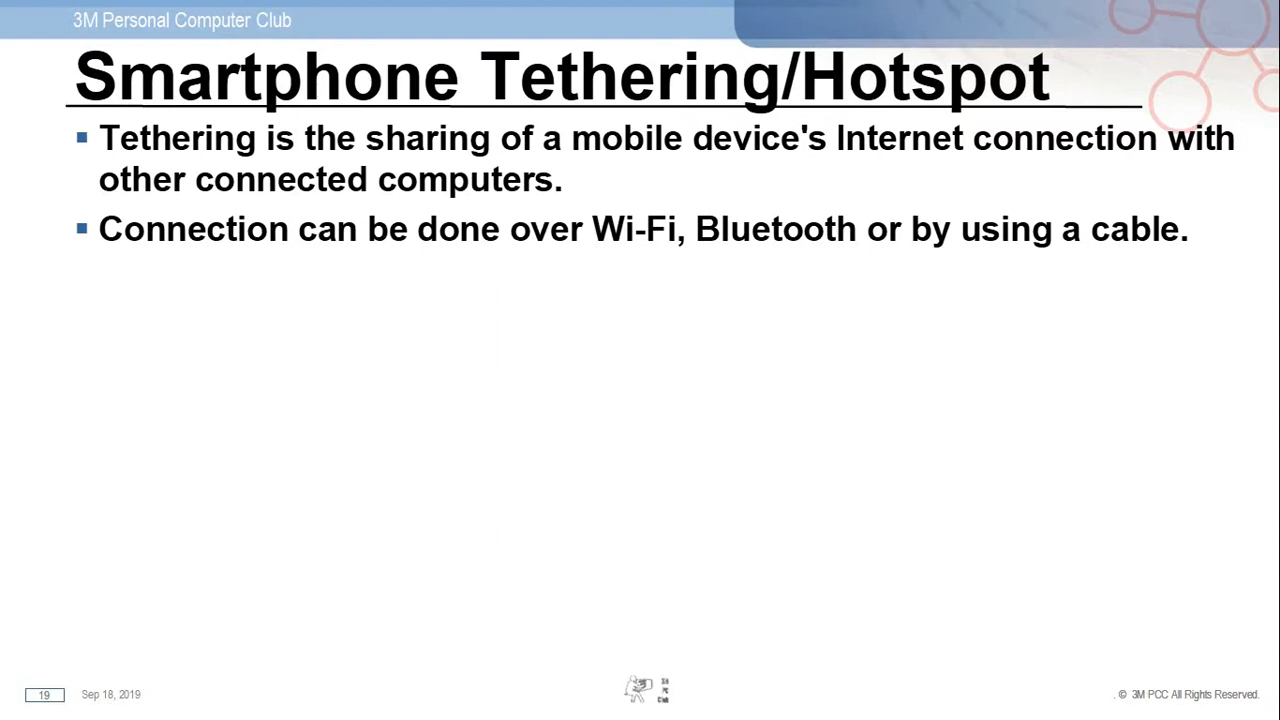 3M Personal Computer Club
Smartphone Tethering/Hotspot
▪ Tethering is the sharing of a mobile device's Internet connection with
other connected computers.
▪ Connection can be done over Wi-Fi, Bluetooth or by using a cable.
19
Sep 18, 2019
PC
Club
. © 3M PCC All Rights Reserved.